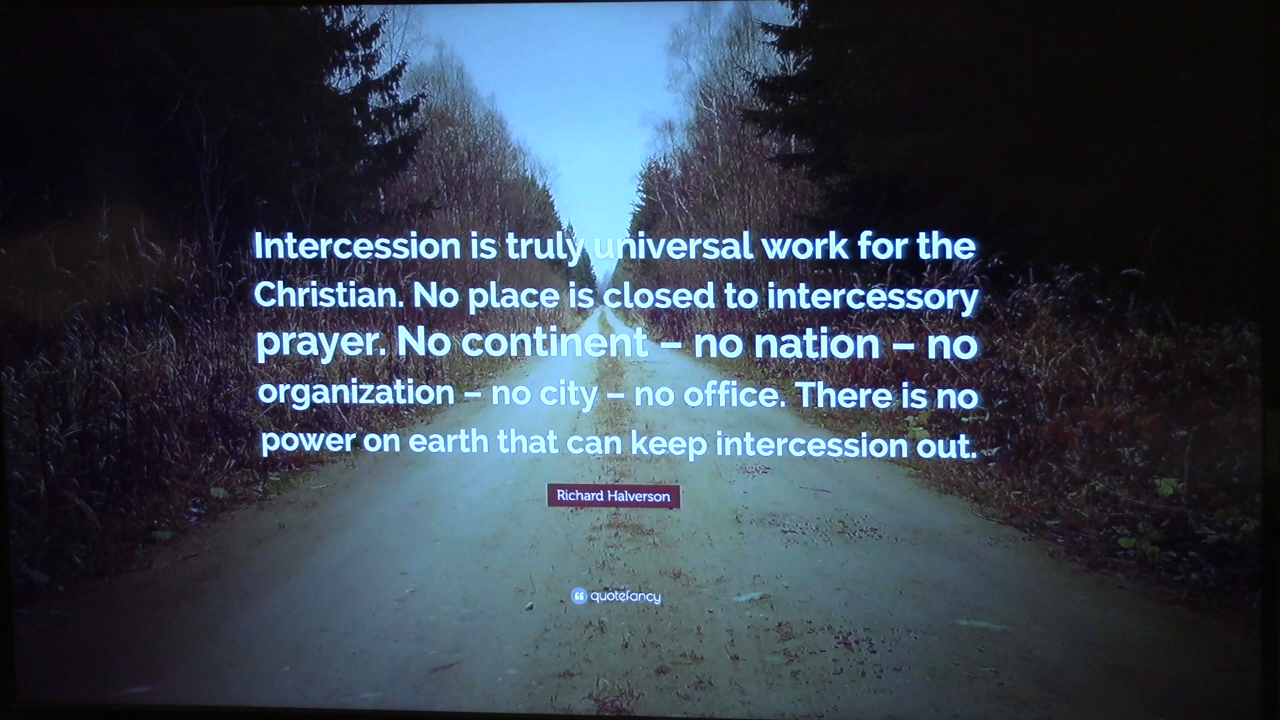 Intercession is truly universal work for the
Christian. No place is closed to intercessory
prayer. No continent – no nation – no
organization – no city – no office. There is no
power on earth that can keep intercession out.
Richard Halverson
quotefancy